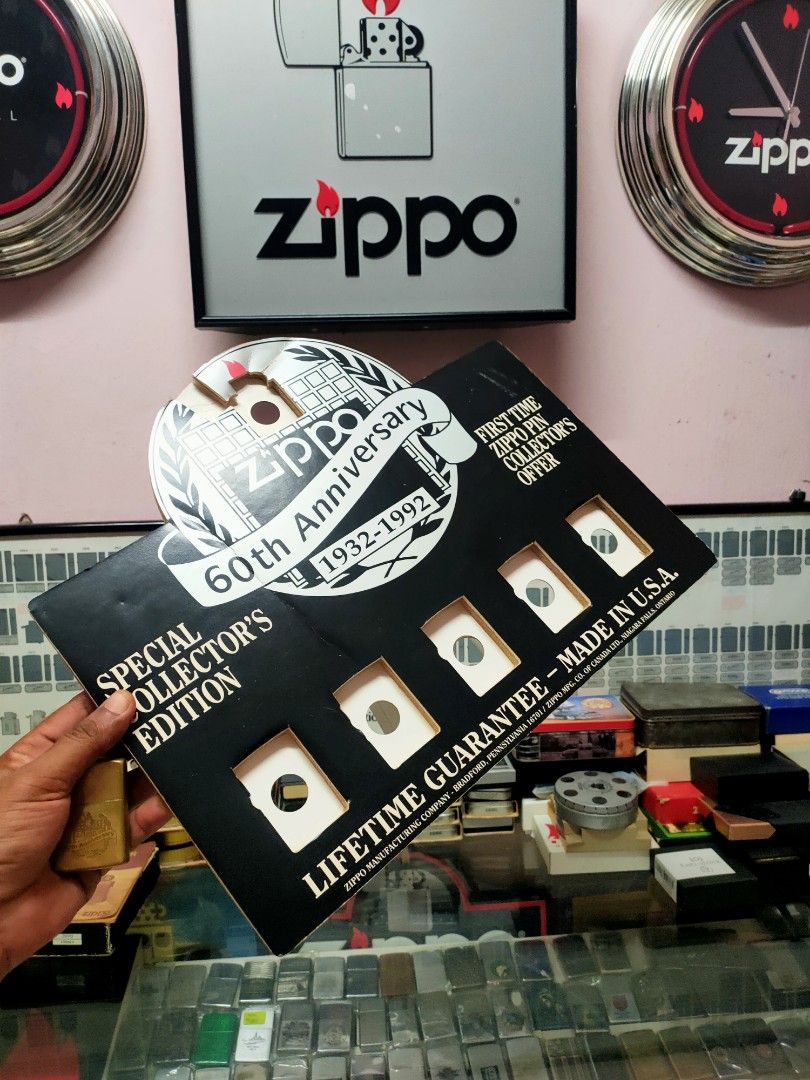 zippo
zipp
zippo
60th Anniversary
1932-1992
FIRST TIME
ZIPPO PIN
COLLECTOR'S
OFFER
SPECIAL
COLLECTOR'S
EDITION
LIFETIME GUARANTEE – MADE IN U.S.A.
ZIPPO MANUFACTURING COMPANY - BRADFORD, PENNSYLVANIA 16701 / ZIPPO MFG. CO. OF CANADA LTD., NIAGARA FALLS, ONTARIO
zippo